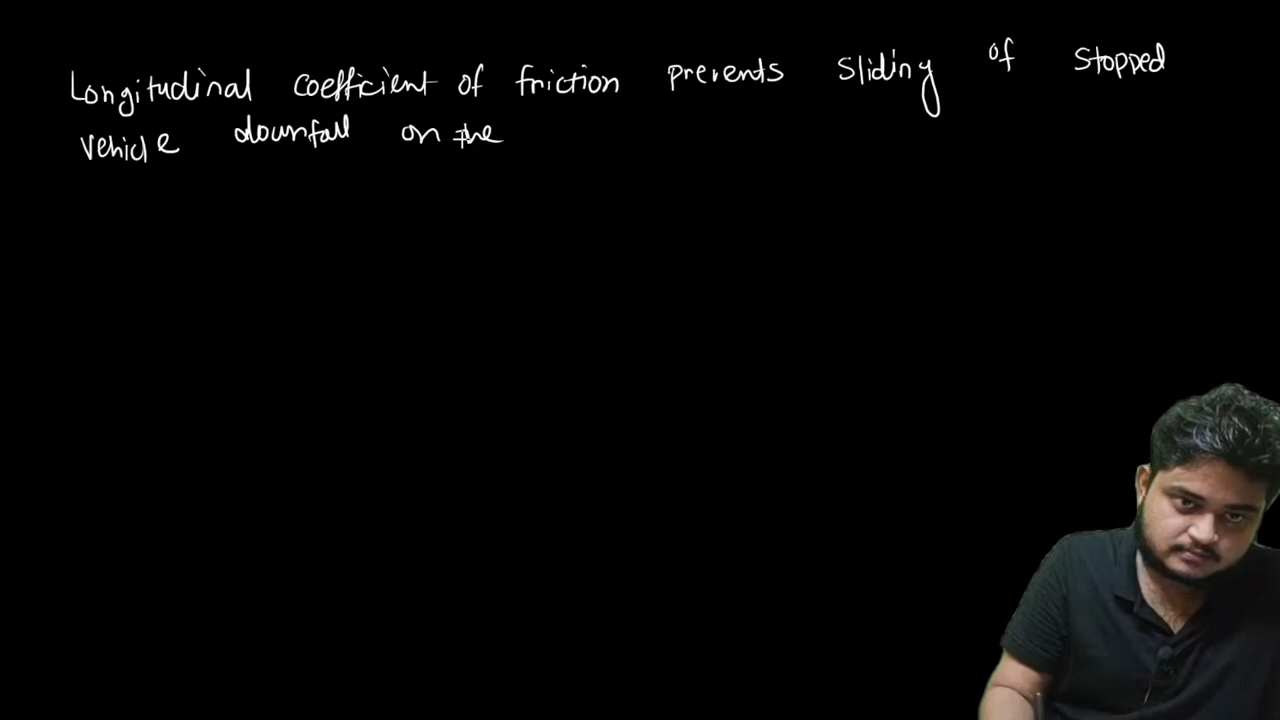 Longitudinal coefficient of friction prevents sliding of stopped
vehicle downfall on the